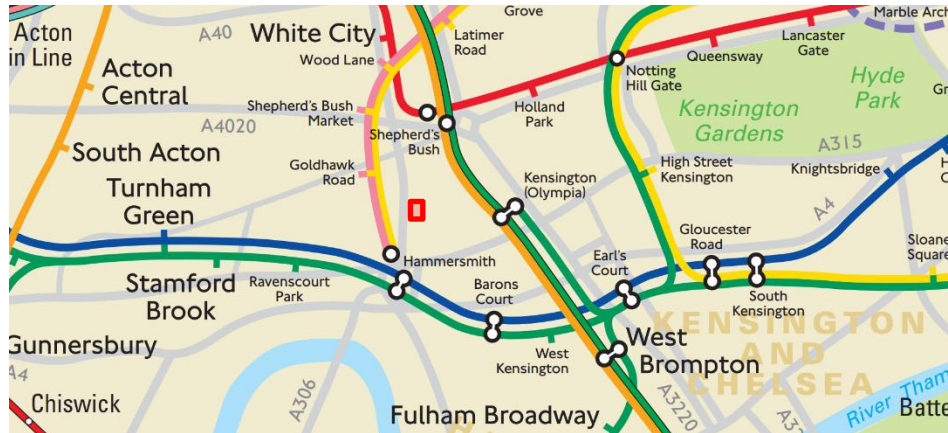 Grove
Marble Arch
Acton
in Line
A40
White City
Latimer
Road
Lancaster
Gate
Wood Lane
Queensway
Acton
Central
Notting
Hill Gate
Hyde
Park
Shepherd's Bush
Market
Holland
Park
Kensington
Gardens
A4020
Shepherd's
Bush
A315
South Acton
Goldhawk
Road
Kensington
(Olympia)
High Street
Kensington
Knightsbridge
Turnham
Green
A4
Gloucester
Road
Sloane
Square
Hammersmith
Earl's
Court
Stamford
Brook
Ravenscourt
Park
Barons
Court
South
Kensington
KENSINGTON
AND
CHELSEA
Gunnersbury
West
Kensington
West
Brompton
A4
A306
A3220
Chiswick
Fulham Broadway
River Tham
Batte